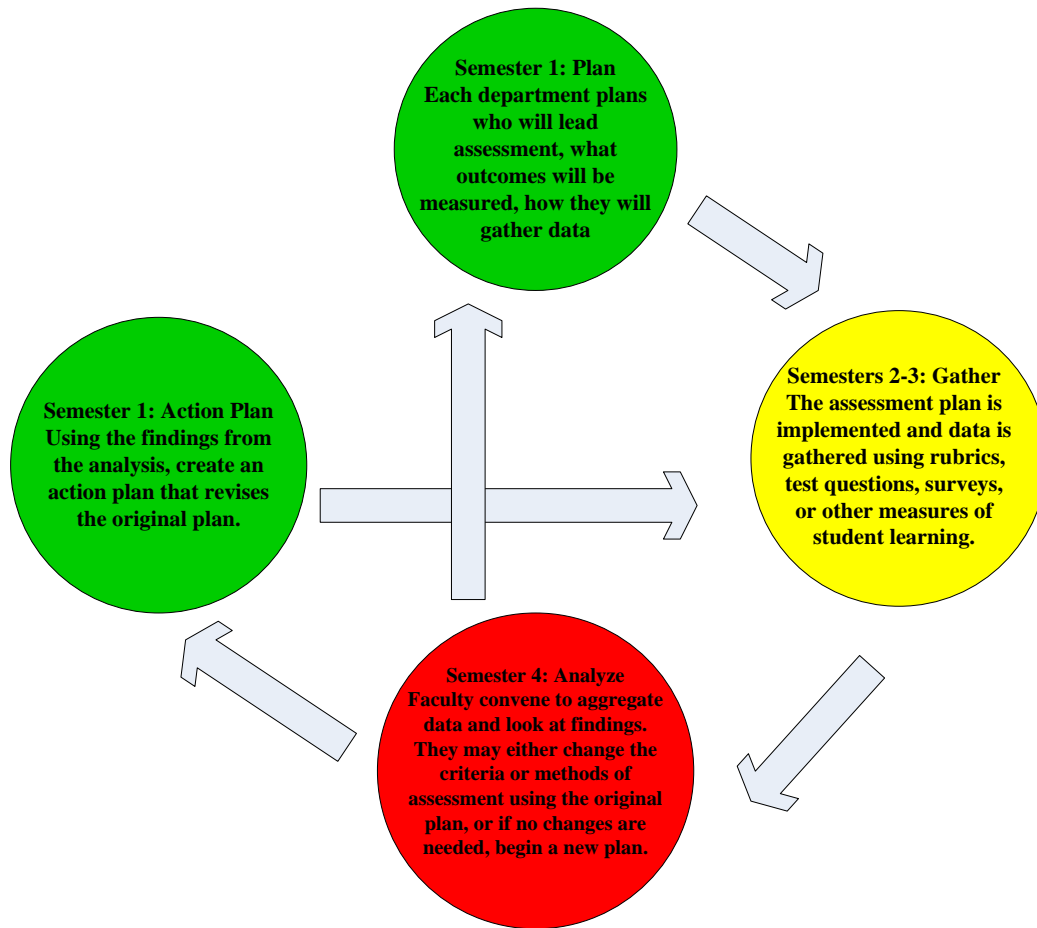 Semester 1: Plan
Each department plans
who will lead
assessment, what
outcomes will be
measured, how they will
gather data
Semesters 2-3: Gather
The assessment plan is
implemented and data is
gathered using rubrics,
test questions, surveys,
or other measures of
student learning.
Semester 1: Action Plan
Using the findings from
the analysis, create an
action plan that revises
the original plan.
Semester 4: Analyze
Faculty convene to aggregate
data and look at findings.
They may either change the
criteria or methods of
assessment using the original
plan, or if no changes are
needed, begin a new plan.